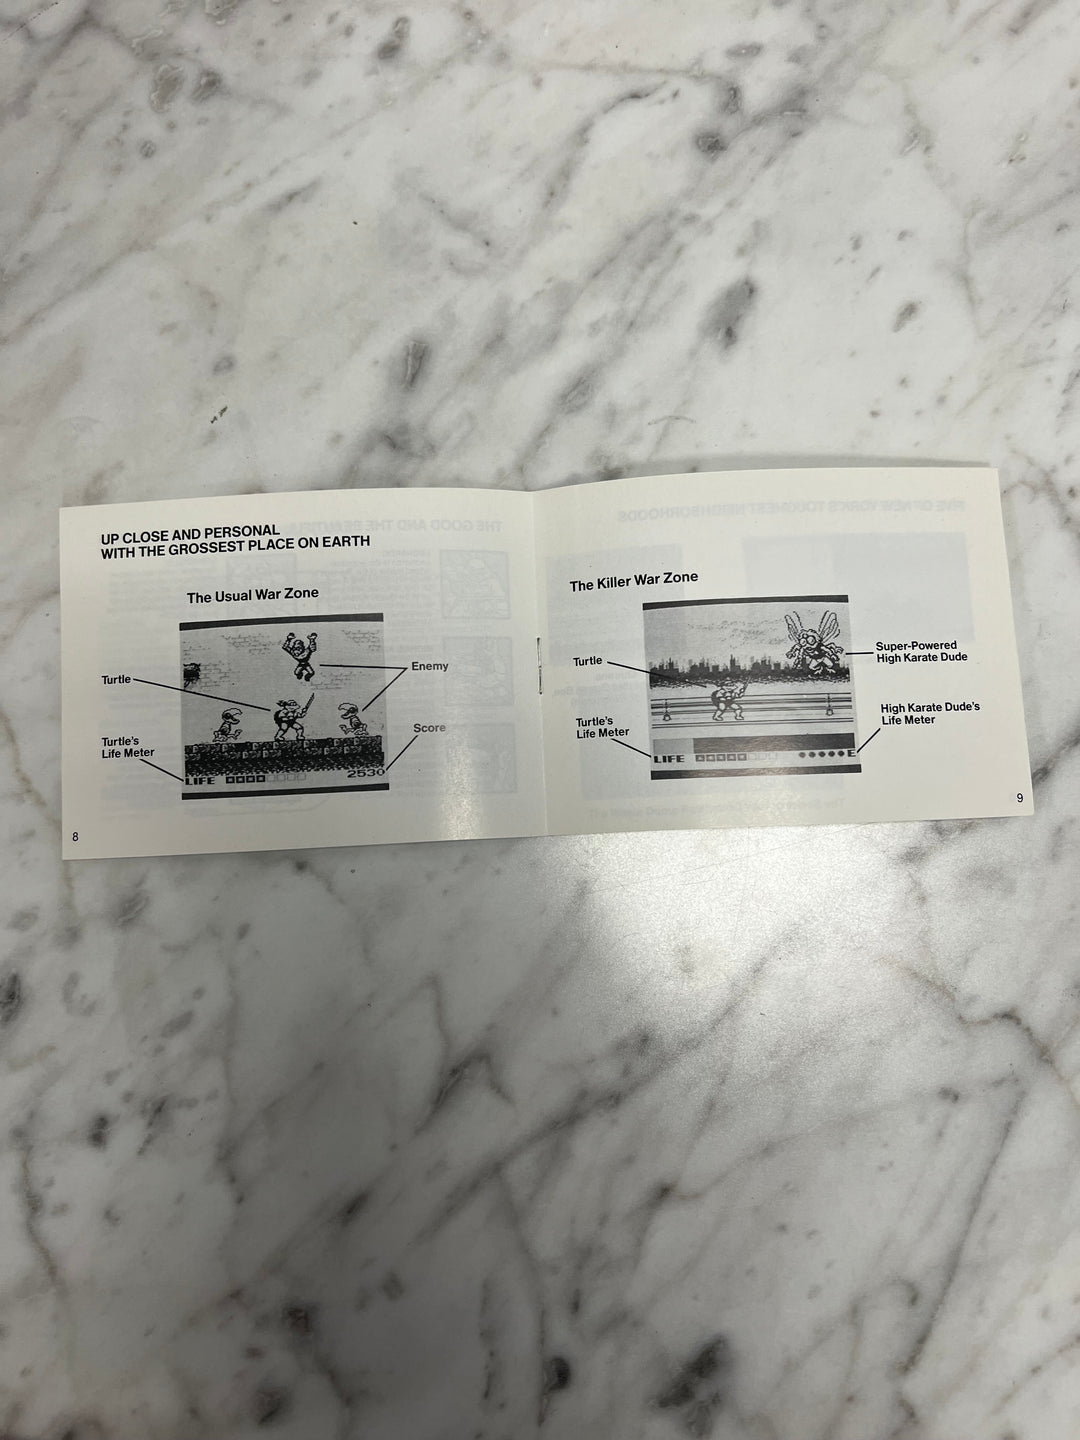 UP CLOSE AND PERSONAL
WITH THE GROSSEST PLACE ON EARTH
The Usual War Zone
Enemy
Turtle
Score
Turtle's
Life Meter
LIFE
2530
8
The Killer War Zone
Super-Powered
High Karate Dude
Turtle
High Karate Dude's
Life Meter
Turtle's
Life Meter
LIFE
E
9